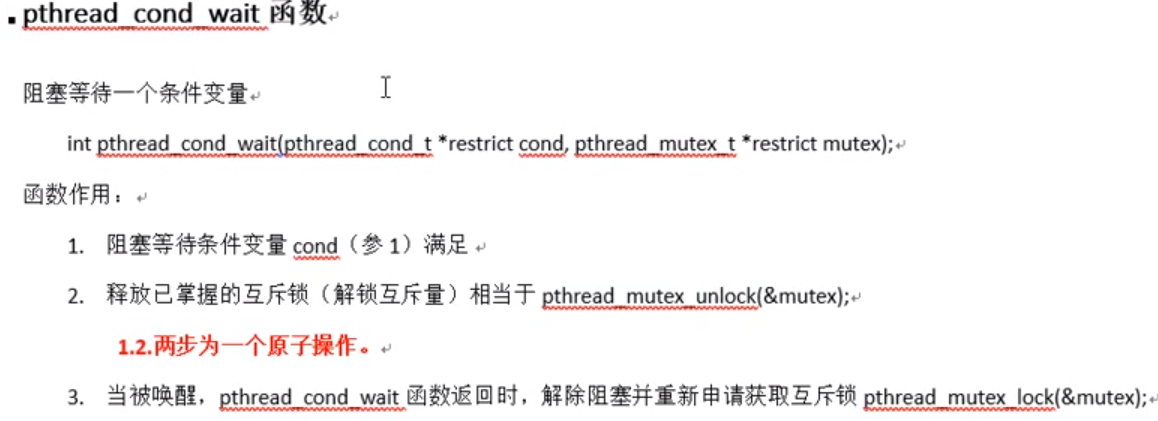 ▪ pthread_cond_wait 函数
阻塞等待一个条件变量
int pthread_cond_wait(pthread_cond_t *restrict cond, pthread_mutex_t *restrict mutex);
函数作用：
1. 阻塞等待条件变量 cond（参 1）满足
2. 释放已掌握的互斥锁（解锁互斥量）相当于 pthread_mutex_unlock(&mutex);
1.2.两步为一个原子操作。
3. 当被唤醒，pthread_cond_wait 函数返回时，解除阻塞并重新申请获取互斥锁 pthread_mutex_lock(&mutex);